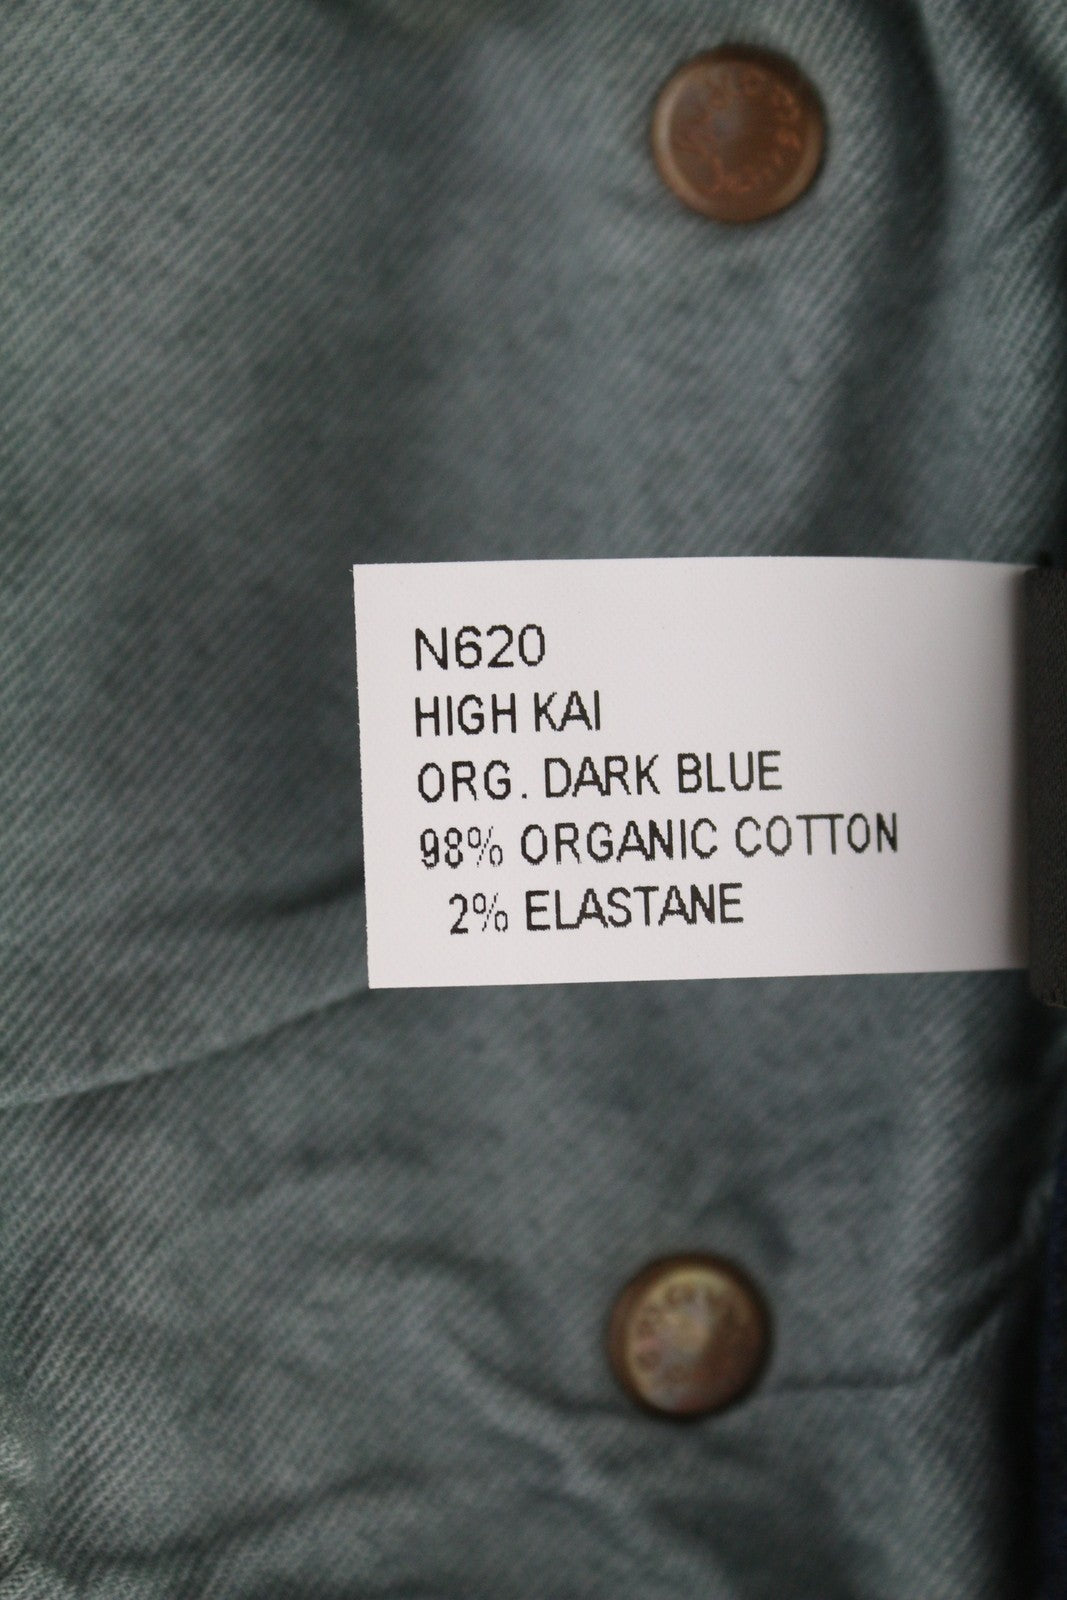 N620
HIGH KAI
ORG. DARK BLUE
98% ORGANIC COTTON
2% ELASTANE